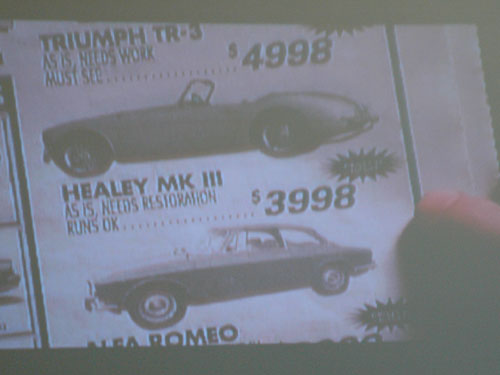 TRIUMPH TR-3
AS IS, NEEDS WORK
MUST SEE........ $4998
HEALEY MK III
AS IS, NEEDS RESTORATION
RUNS OK........... $3998
ALFA ROMEO